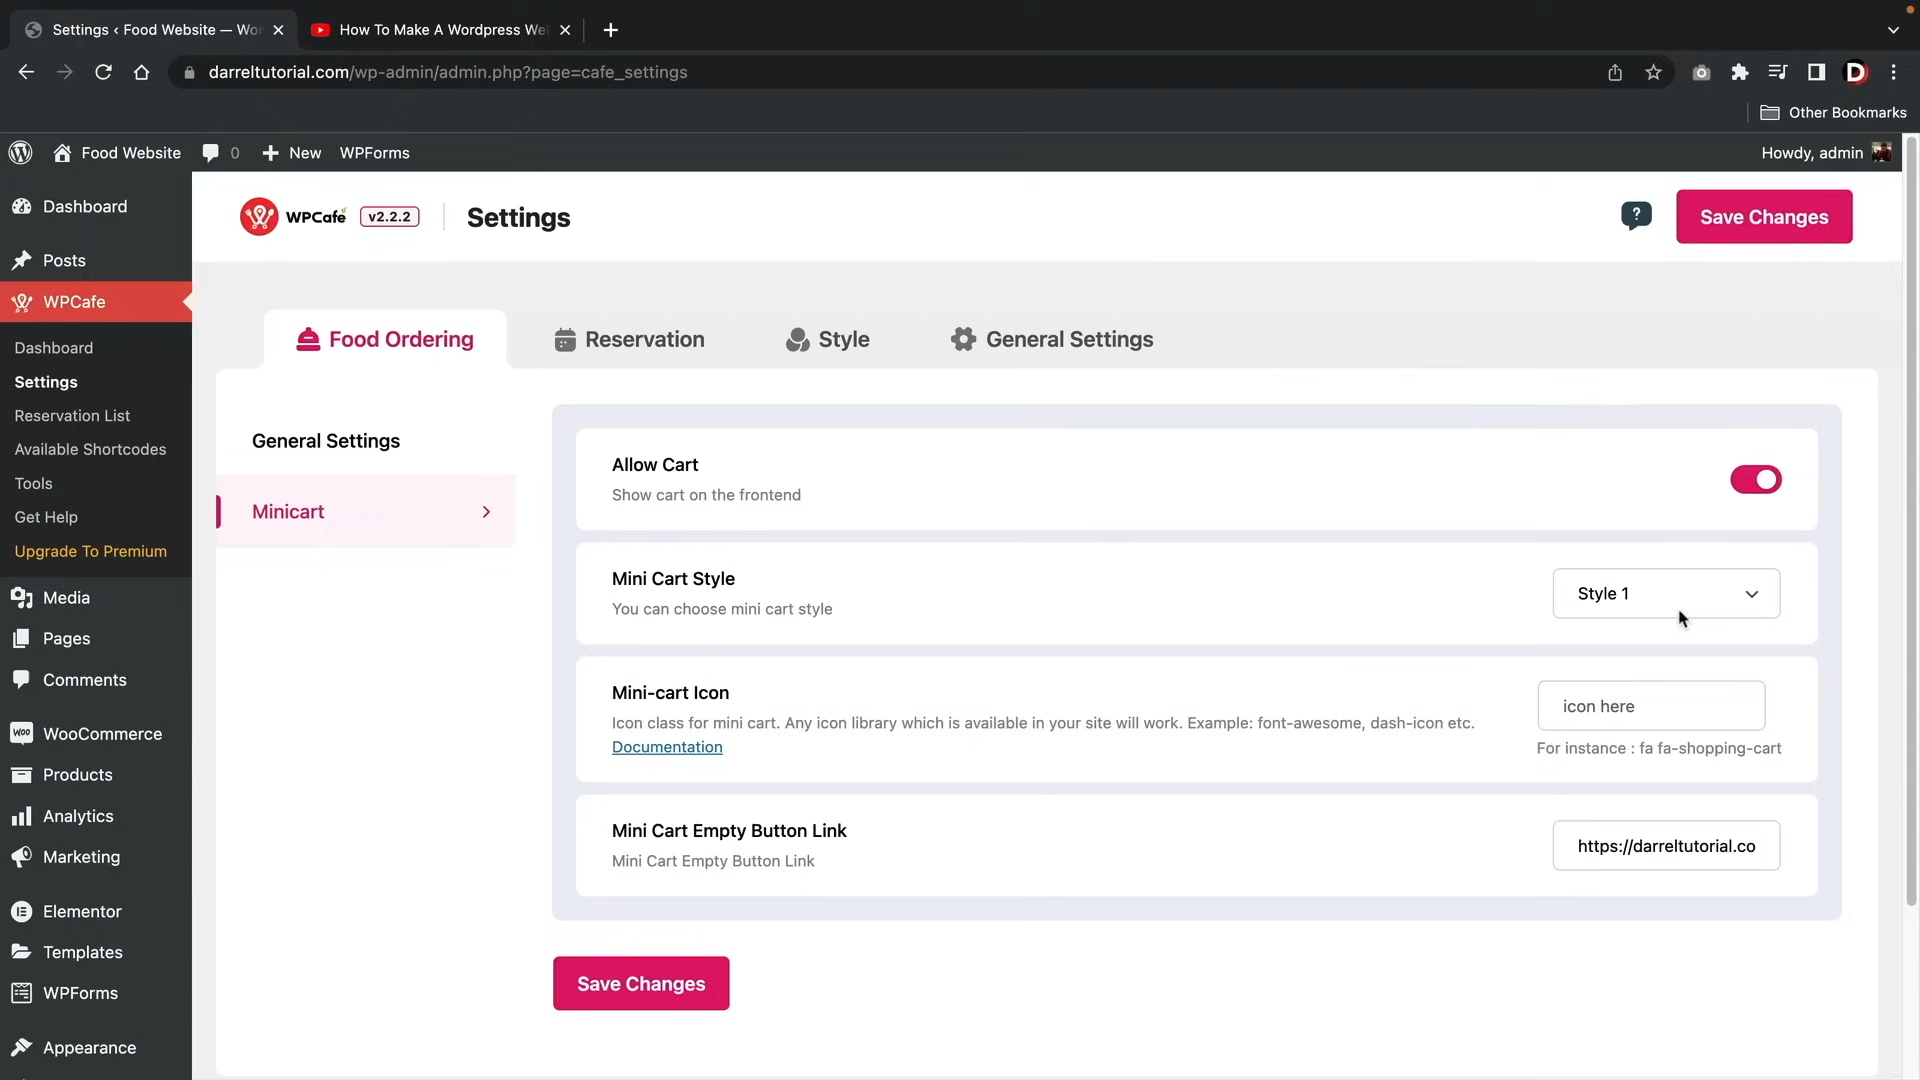 Settings ‹ Food Website — Wo
How To Make A Wordpress We
darreltutorial.com/wp-admin/admin.php?page=cafe_settings
D
Other Bookmarks
Food Website
0
New
WPForms
Howdy, admin
Dashboard
Posts
WPCafe
Dashboard
Settings
Reservation List
Available Shortcodes
Tools
Get Help
Upgrade To Premium
Media
Pages
Comments
WOO
WooCommerce
Products
Analytics
Marketing
Elementor
Templates
WPForms
Appearance
WPCafe
v2.2.2
Settings
?
Save Changes
Food Ordering
Reservation
Style
General Settings
General Settings
Minicart
Allow Cart
Show cart on the frontend
Mini Cart Style
You can choose mini cart style
Style 1
Mini-cart Icon
Icon class for mini cart. Any icon library which is available in your site will work. Example: font-awesome, dash-icon etc.
Documentation
icon here
For instance : fa fa-shopping-cart
Mini Cart Empty Button Link
Mini Cart Empty Button Link
https://darreltutorial.co
Save Changes